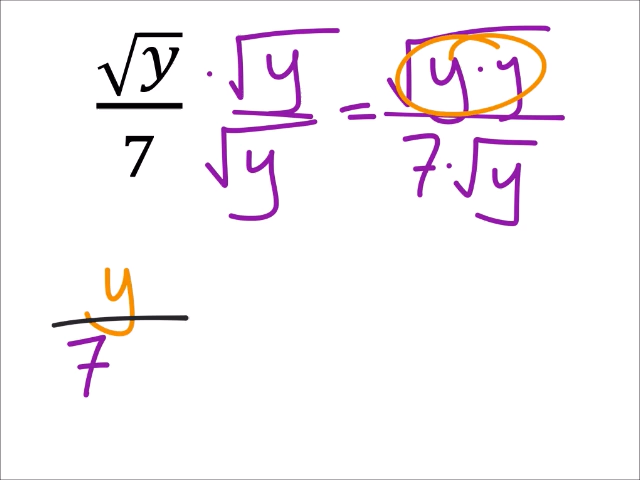 √y/7 · √y/√y = √(y·y)/(7·√y)
y/7